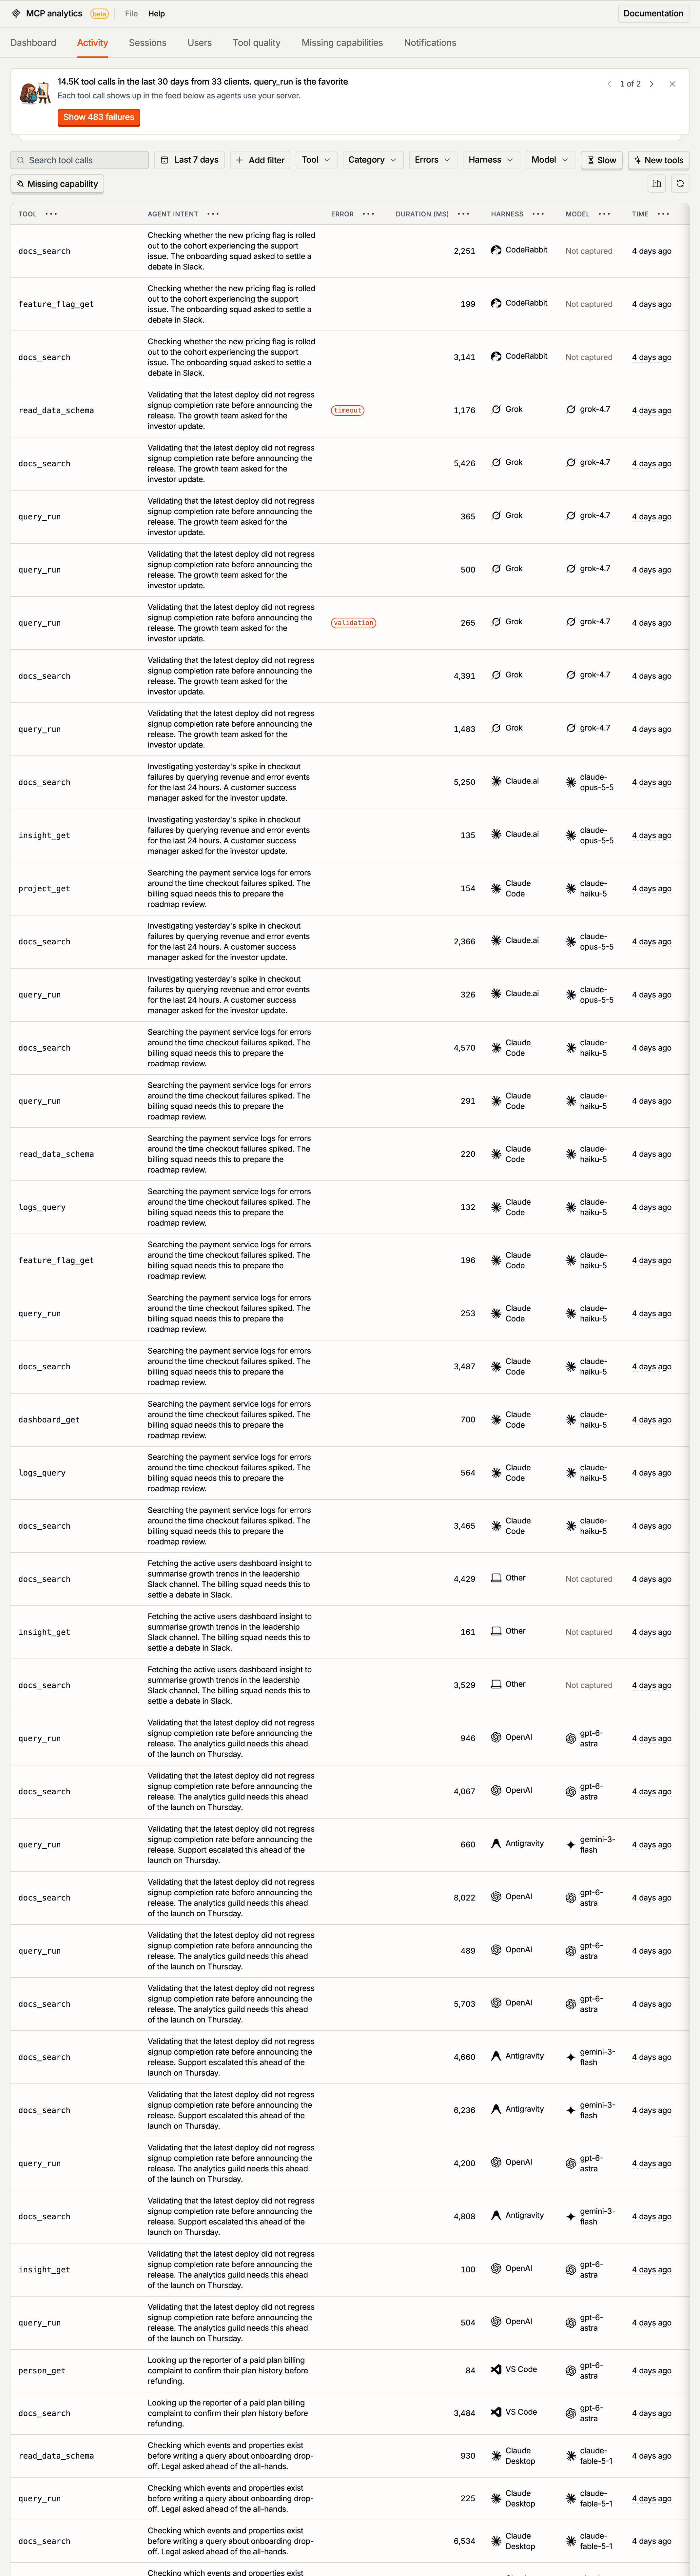 MCP analytics beta File Help Documentation
Dashboard Activity Sessions Users Tool quality Missing capabilities Notifications
14.5K tool calls in the last 30 days from 33 clients. query_run is the favorite
Each tool call shows up in the feed below as agents use your server.
1 of 2
Show 483 failures
Search tool calls Last 7 days Add filter Tool Category Errors Harness Model Slow New tools
Missing capability
TOOL AGENT INTENT ERROR DURATION (MS) HARNESS MODEL TIME
docs_search
Checking whether the new pricing flag is rolled
out to the cohort experiencing the support
issue. The onboarding squad asked to settle a
debate in Slack.
2,251 CodeRabbit Not captured 4 days ago
feature_flag_get
Checking whether the new pricing flag is rolled
out to the cohort experiencing the support
issue. The onboarding squad asked to settle a
debate in Slack.
199 CodeRabbit Not captured 4 days ago
docs_search
Checking whether the new pricing flag is rolled
out to the cohort experiencing the support
issue. The onboarding squad asked to settle a
debate in Slack.
3,141 CodeRabbit Not captured 4 days ago
read_data_schema
Validating that the latest deploy did not regress
signup completion rate before announcing the
release. The growth team asked for the
investor update.
timeout 1,176 Grok grok-4.7 4 days ago
docs_search
Validating that the latest deploy did not regress
signup completion rate before announcing the
release. The growth team asked for the
investor update.
5,426 Grok grok-4.7 4 days ago
query_run
Validating that the latest deploy did not regress
signup completion rate before announcing the
release. The growth team asked for the
investor update.
365 Grok grok-4.7 4 days ago
query_run
Validating that the latest deploy did not regress
signup completion rate before announcing the
release. The growth team asked for the
investor update.
500 Grok grok-4.7 4 days ago
query_run
Validating that the latest deploy did not regress
signup completion rate before announcing the
release. The growth team asked for the
investor update.
validation 265 Grok grok-4.7 4 days ago
docs_search
Validating that the latest deploy did not regress
signup completion rate before announcing the
release. The growth team asked for the
investor update.
4,391 Grok grok-4.7 4 days ago
query_run
Validating that the latest deploy did not regress
signup completion rate before announcing the
release. The growth team asked for the
investor update.
1,483 Grok grok-4.7 4 days ago
docs_search
Investigating yesterday's spike in checkout
failures by querying revenue and error events
for the last 24 hours. A customer success
manager asked for the investor update.
5,250 Claude.ai claude-opus-5-5 4 days ago
insight_get
Investigating yesterday's spike in checkout
failures by querying revenue and error events
for the last 24 hours. A customer success
manager asked for the investor update.
135 Claude.ai claude-opus-5-5 4 days ago
project_get
Searching the payment service logs for errors
around the time checkout failures spiked. The
billing squad needs this to prepare the
roadmap review.
154 Claude Code claude-haiku-5 4 days ago
docs_search
Investigating yesterday's spike in checkout
failures by querying revenue and error events
for the last 24 hours. A customer success
manager asked for the investor update.
2,366 Claude.ai claude-opus-5-5 4 days ago
query_run
Investigating yesterday's spike in checkout
failures by querying revenue and error events
for the last 24 hours. A customer success
manager asked for the investor update.
326 Claude.ai claude-opus-5-5 4 days ago
docs_search
Searching the payment service logs for errors
around the time checkout failures spiked. The
billing squad needs this to prepare the
roadmap review.
4,570 Claude Code claude-haiku-5 4 days ago
query_run
Searching the payment service logs for errors
around the time checkout failures spiked. The
billing squad needs this to prepare the
roadmap review.
291 Claude Code claude-haiku-5 4 days ago
read_data_schema
Searching the payment service logs for errors
around the time checkout failures spiked. The
billing squad needs this to prepare the
roadmap review.
220 Claude Code claude-haiku-5 4 days ago
logs_query
Searching the payment service logs for errors
around the time checkout failures spiked. The
billing squad needs this to prepare the
roadmap review.
132 Claude Code claude-haiku-5 4 days ago
feature_flag_get
Searching the payment service logs for errors
around the time checkout failures spiked. The
billing squad needs this to prepare the
roadmap review.
196 Claude Code claude-haiku-5 4 days ago
query_run
Searching the payment service logs for errors
around the time checkout failures spiked. The
billing squad needs this to prepare the
roadmap review.
253 Claude Code claude-haiku-5 4 days ago
docs_search
Searching the payment service logs for errors
around the time checkout failures spiked. The
billing squad needs this to prepare the
roadmap review.
3,487 Claude Code claude-haiku-5 4 days ago
dashboard_get
Searching the payment service logs for errors
around the time checkout failures spiked. The
billing squad needs this to prepare the
roadmap review.
700 Claude Code claude-haiku-5 4 days ago
logs_query
Searching the payment service logs for errors
around the time checkout failures spiked. The
billing squad needs this to prepare the
roadmap review.
564 Claude Code claude-haiku-5 4 days ago
docs_search
Searching the payment service logs for errors
around the time checkout failures spiked. The
billing squad needs this to prepare the
roadmap review.
3,465 Claude Code claude-haiku-5 4 days ago
docs_search
Fetching the active users dashboard insight to
summarise growth trends in the leadership
Slack channel. The billing squad needs this to
settle a debate in Slack.
4,429 Other Not captured 4 days ago
insight_get
Fetching the active users dashboard insight to
summarise growth trends in the leadership
Slack channel. The billing squad needs this to
settle a debate in Slack.
161 Other Not captured 4 days ago
docs_search
Fetching the active users dashboard insight to
summarise growth trends in the leadership
Slack channel. The billing squad needs this to
settle a debate in Slack.
3,529 Other Not captured 4 days ago
query_run
Validating that the latest deploy did not regress
signup completion rate before announcing the
release. The analytics guild needs this ahead
of the launch on Thursday.
946 OpenAI gpt-6-astra 4 days ago
docs_search
Validating that the latest deploy did not regress
signup completion rate before announcing the
release. The analytics guild needs this ahead
of the launch on Thursday.
4,067 OpenAI gpt-6-astra 4 days ago
query_run
Validating that the latest deploy did not regress
signup completion rate before announcing the
release. Support escalated this ahead of the
launch on Thursday.
660 Antigravity gemini-3-flash 4 days ago
docs_search
Validating that the latest deploy did not regress
signup completion rate before announcing the
release. The analytics guild needs this ahead
of the launch on Thursday.
8,022 OpenAI gpt-6-astra 4 days ago
query_run
Validating that the latest deploy did not regress
signup completion rate before announcing the
release. The analytics guild needs this ahead
of the launch on Thursday.
489 OpenAI gpt-6-astra 4 days ago
docs_search
Validating that the latest deploy did not regress
signup completion rate before announcing the
release. The analytics guild needs this ahead
of the launch on Thursday.
5,703 OpenAI gpt-6-astra 4 days ago
docs_search
Validating that the latest deploy did not regress
signup completion rate before announcing the
release. Support escalated this ahead of the
launch on Thursday.
4,660 Antigravity gemini-3-flash 4 days ago
docs_search
Validating that the latest deploy did not regress
signup completion rate before announcing the
release. Support escalated this ahead of the
launch on Thursday.
6,236 Antigravity gemini-3-flash 4 days ago
query_run
Validating that the latest deploy did not regress
signup completion rate before announcing the
release. The analytics guild needs this ahead
of the launch on Thursday.
4,200 OpenAI gpt-6-astra 4 days ago
docs_search
Validating that the latest deploy did not regress
signup completion rate before announcing the
release. Support escalated this ahead of the
launch on Thursday.
4,808 Antigravity gemini-3-flash 4 days ago
insight_get
Validating that the latest deploy did not regress
signup completion rate before announcing the
release. The analytics guild needs this ahead
of the launch on Thursday.
100 OpenAI gpt-6-astra 4 days ago
query_run
Validating that the latest deploy did not regress
signup completion rate before announcing the
release. The analytics guild needs this ahead
of the launch on Thursday.
504 OpenAI gpt-6-astra 4 days ago
person_get
Looking up the reporter of a paid plan billing
complaint to confirm their plan history before
refunding.
84 VS Code gpt-6-astra 4 days ago
docs_search
Looking up the reporter of a paid plan billing
complaint to confirm their plan history before
refunding.
3,484 VS Code gpt-6-astra 4 days ago
read_data_schema
Checking which events and properties exist
before writing a query about onboarding drop-
off. Legal asked ahead of the all-hands.
930 Claude Desktop claude-fable-5-1 4 days ago
query_run
Checking which events and properties exist
before writing a query about onboarding drop-
off. Legal asked ahead of the all-hands.
225 Claude Desktop claude-fable-5-1 4 days ago
docs_search
Checking which events and properties exist
before writing a query about onboarding drop-
off. Legal asked ahead of the all-hands.
6,534 Claude Desktop claude-fable-5-1 4 days ago
Checking which events and properties exist